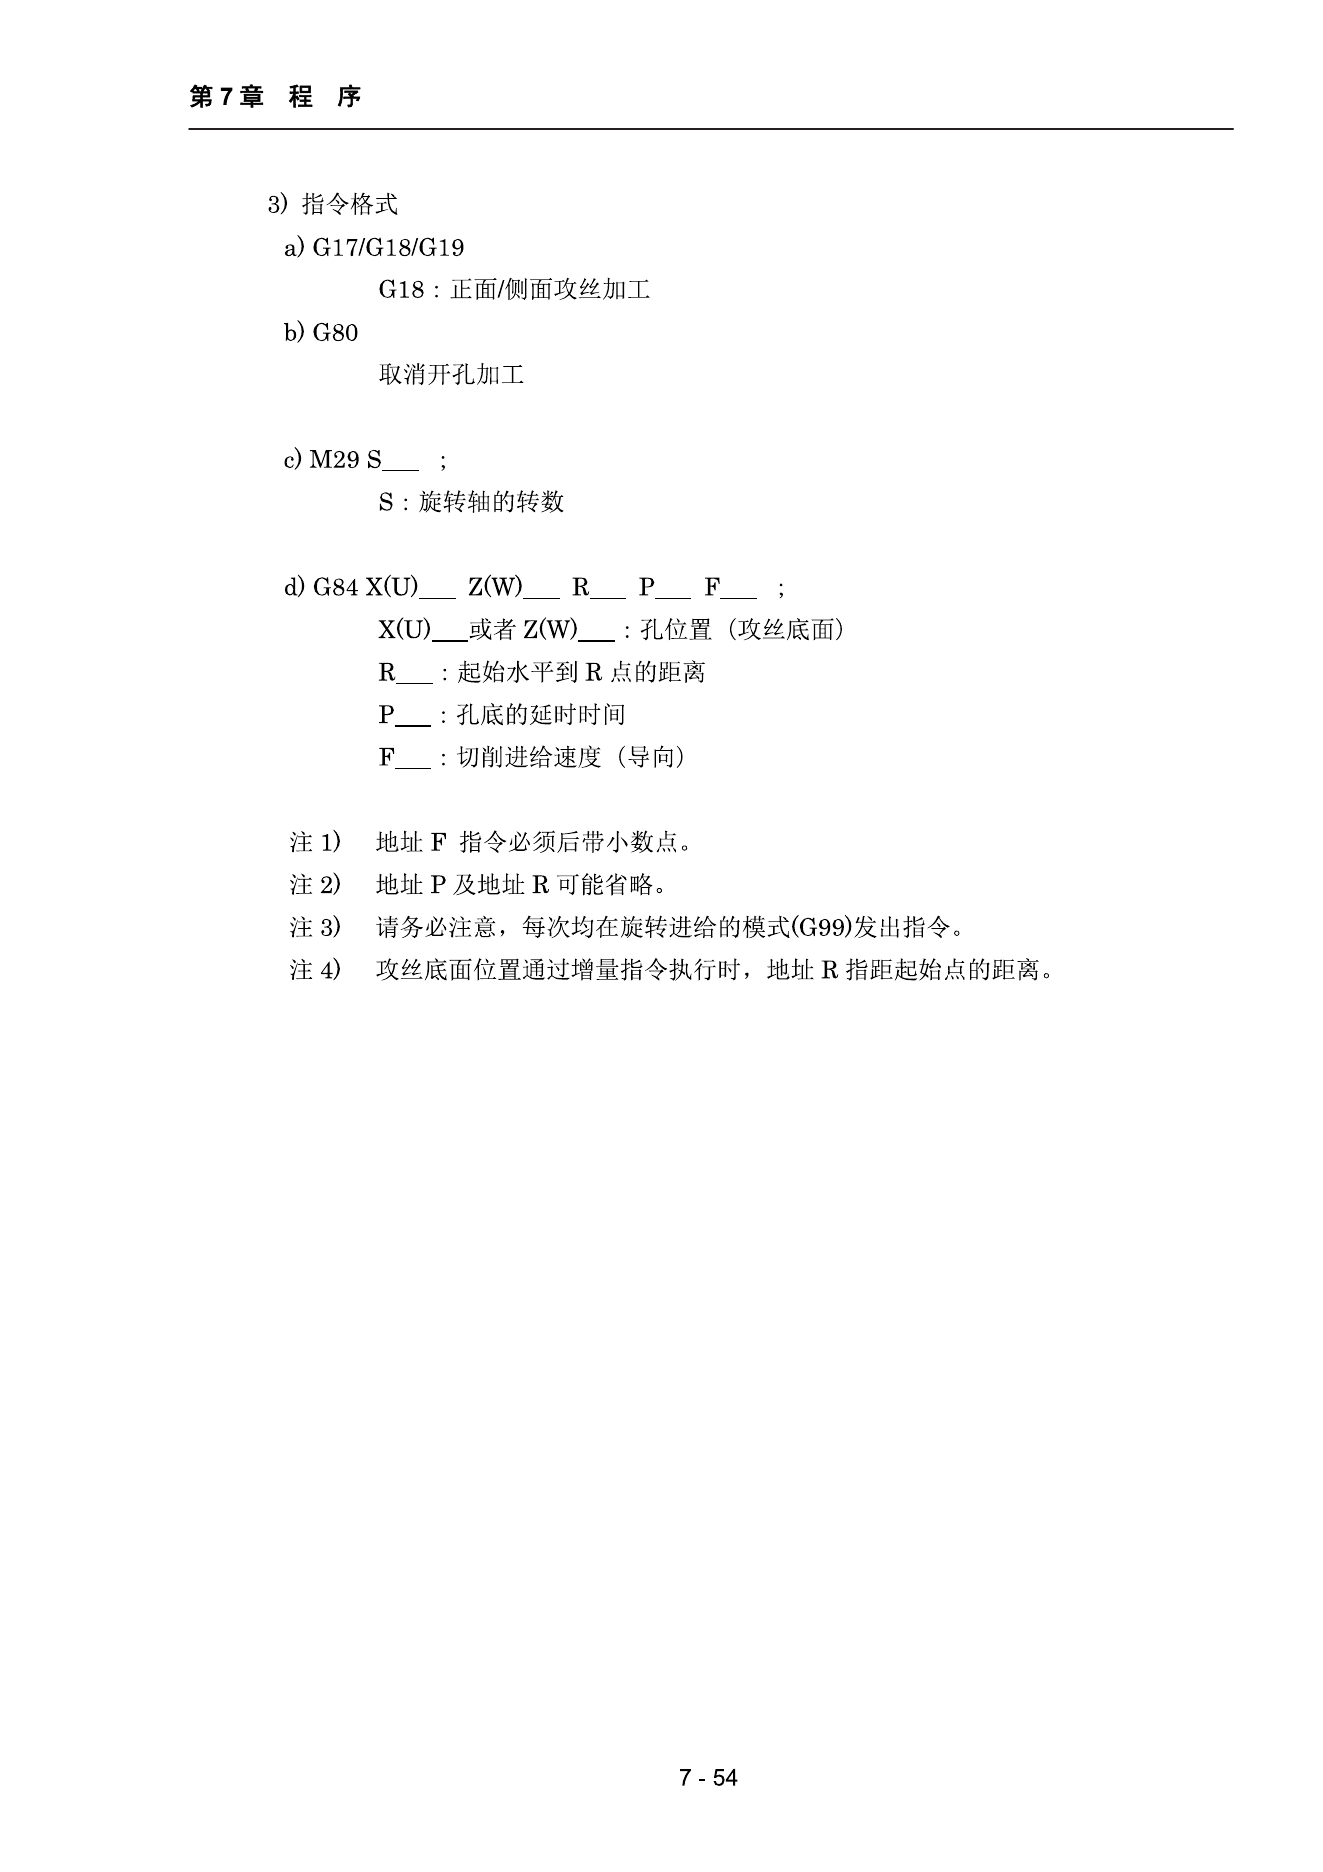 第 7 章　程　序
3) 指令格式
a) G17/G18/G19
G18：正面/侧面攻丝加工
b) G80
取消开孔加工
c) M29 S___ ；
S：旋转轴的转数
d) G84 X(U)___ Z(W)___ R___ P___ F___ ；
X(U)___或者 Z(W)___：孔位置（攻丝底面）
R___：起始水平到 R 点的距离
P___：孔底的延时时间
F___：切削进给速度（导向）
注 1) 地址 F 指令必须后带小数点。
注 2) 地址 P 及地址 R 可能省略。
注 3) 请务必注意，每次均在旋转进给的模式(G99)发出指令。
注 4) 攻丝底面位置通过增量指令执行时，地址 R 指距起始点的距离。
7 - 54